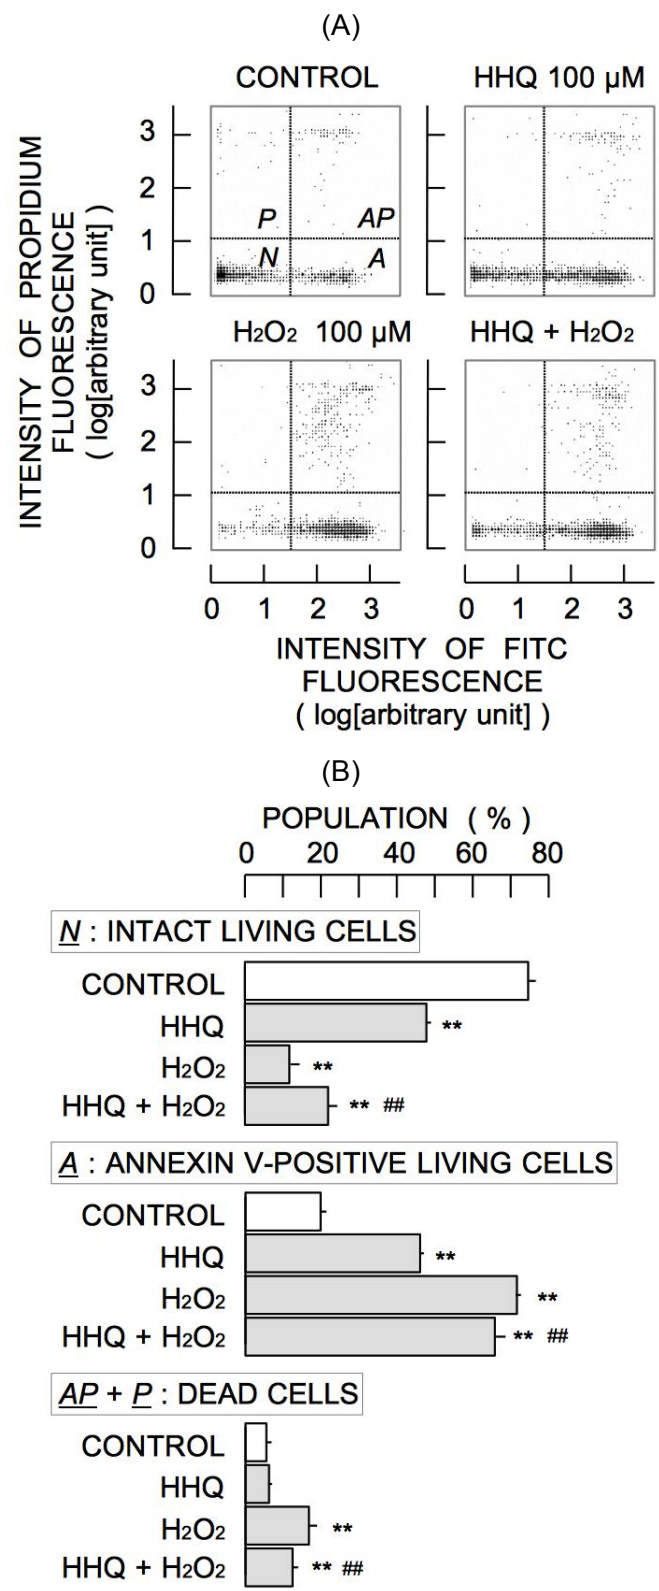 (A)
CONTROL
HHQ 100 µM
INTENSITY OF PROPIDIUM
FLUORESCENCE
( log[arbitrary unit] )
3
2
1
0
P
AP
N
A
H2O2 100 µM
HHQ + H2O2
3
2
1
0
0 1 2 3
0 1 2 3
INTENSITY OF FITC
FLUORESCENCE
( log[arbitrary unit] )
(B)
POPULATION ( % )
0 20 40 60 80
N : INTACT LIVING CELLS
CONTROL
HHQ **
H2O2 **
HHQ + H2O2 ** ##
A : ANNEXIN V-POSITIVE LIVING CELLS
CONTROL
HHQ **
H2O2 **
HHQ + H2O2 ** ##
AP + P : DEAD CELLS
CONTROL
HHQ
H2O2 **
HHQ + H2O2 ** ##